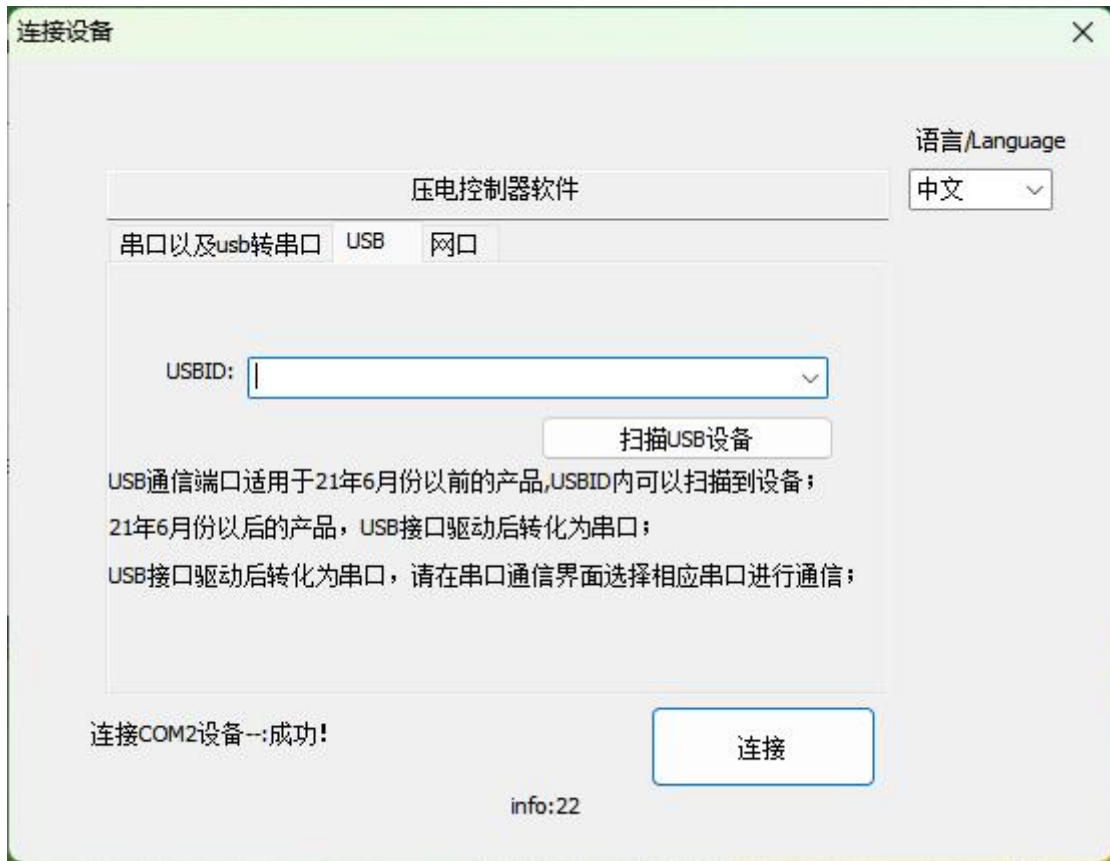 连接设备
语言/Language
压电控制器软件
中文
串口以及usb转串口 USB 网口
USBID:
扫描USB设备
USB通信端口适用于21年6月份以前的产品,USBID内可以扫描到设备；
21年6月份以后的产品，USB接口驱动后转化为串口；
USB接口驱动后转化为串口，请在串口通信界面选择相应串口进行通信；
连接COM2设备--:成功!
连接
info:22